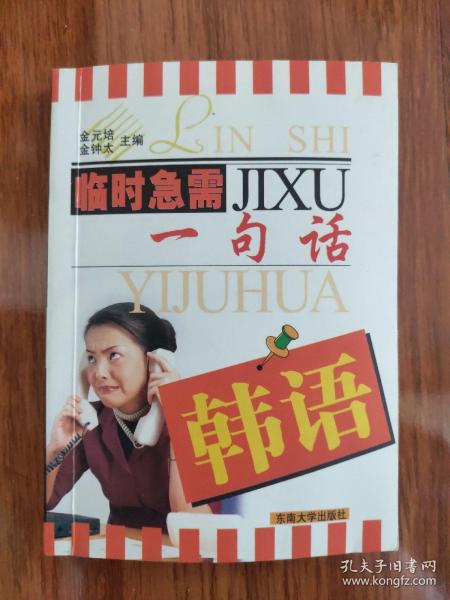 金元培
金钟太
主编
LIN SHI
临时急需 JIXU
一句话
YIJUHUA
韩语
东南大学出版社
孔夫子旧书网
www.kongfz.com